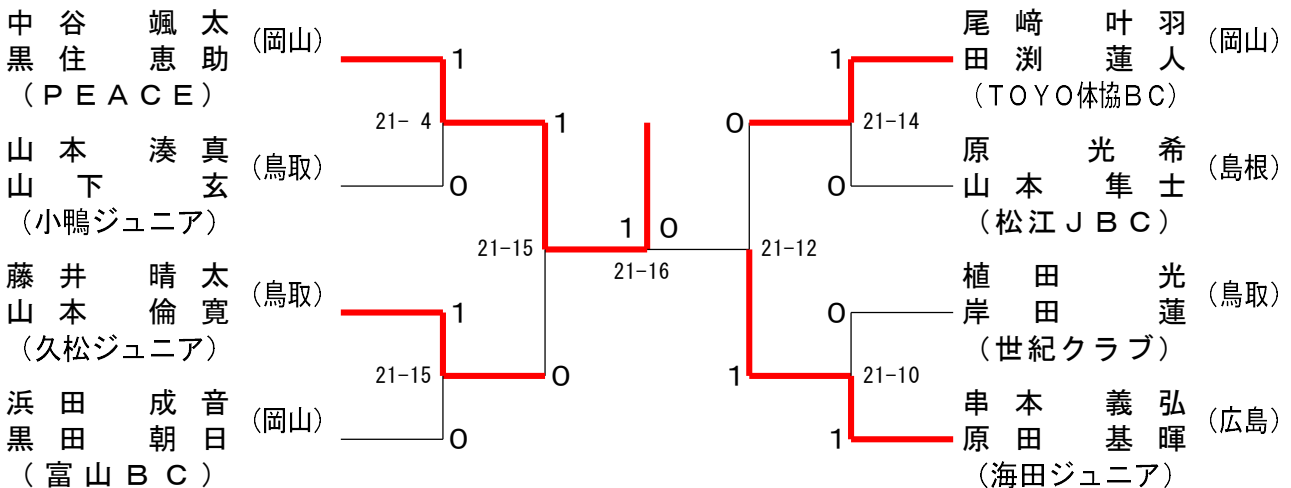 中谷 颯太
黒住 恵助
(岡山)
(PEACE)
山本 湊真
山下 玄
(鳥取)
(小鴨ジュニア)
藤井 晴太
山本 倫寛
(鳥取)
(久松ジュニア)
浜田 成音
黒田 朝日
(岡山)
(富山BC)
1
21- 4
0
1
21-15
0
1
21-15
0
1 0
21-16
0
21-12
1
1
21-14
0
0
21-10
1
尾﨑 叶羽
田渕 蓮人
(岡山)
(TOYO体協BC)
原 光希
山本 隼士
(島根)
(松江JBC)
植田 光
岸田 蓮
(鳥取)
(世紀クラブ)
串本 義弘
原田 基暉
(広島)
(海田ジュニア)